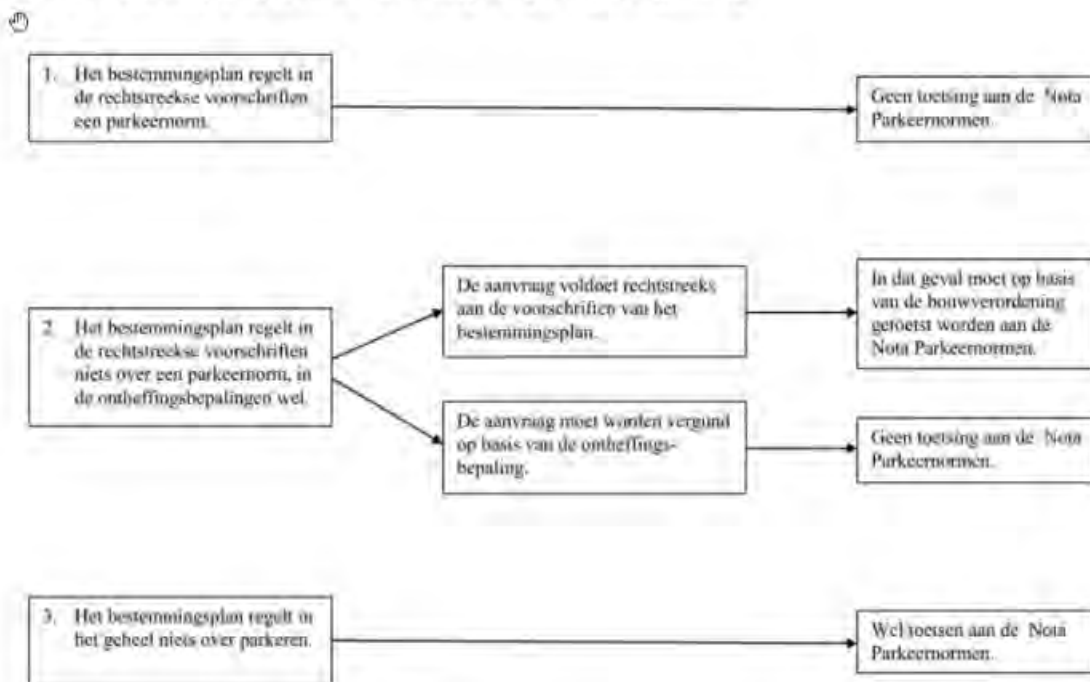 1. Het bestemmingsplan regelt in
de rechtstreekse voorschriften
een parkeernorm.
Geen toetsing aan de Nota
Parkeernormen.
2. Het bestemmingsplan regelt in
de rechtstreekse voorschriften
niets over een parkeernorm, in
de ontheffingsbepalingen wel.
De aanvraag voldoet rechtstreeks
aan de voorschriften van het
bestemmingsplan.
In dat geval moet op basis
van de bouwverordening
getoetst worden aan de
Nota Parkeernormen.
De aanvraag moet worden vergund
op basis van de ontheffings-
bepaling.
Geen toetsing aan de Nota
Parkeernormen.
3. Het bestemmingsplan regelt in
het geheel niets over parkeren.
Wel toetsen aan de Nota
Parkeernormen.